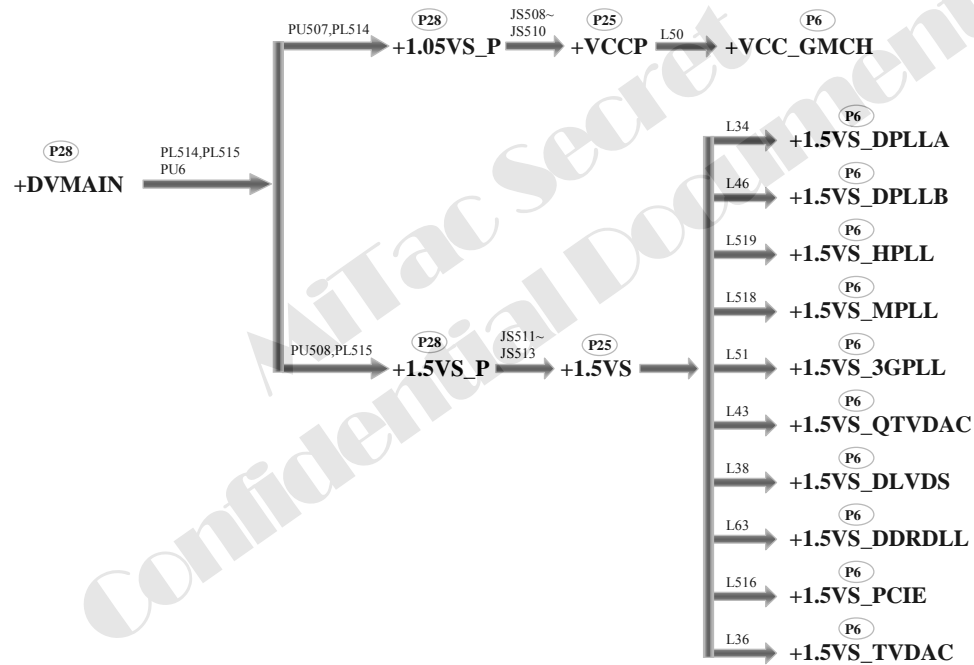 P28
+DVMAIN
PL514,PL515
PU6
PU507,PL514
P28
+1.05VS_P
JS508~
JS510
P25
+VCCP
L50
P6
+VCC_GMCH
PU508,PL515
P28
+1.5VS_P
JS511~
JS513
P25
+1.5VS
L34
P6
+1.5VS_DPLLA
L46
P6
+1.5VS_DPLLB
L519
P6
+1.5VS_HPLL
L518
P6
+1.5VS_MPLL
L51
P6
+1.5VS_3GPLL
L43
P6
+1.5VS_QTVDAC
L38
P6
+1.5VS_DLVDS
L63
P6
+1.5VS_DDRDLL
L516
P6
+1.5VS_PCIE
L36
P6
+1.5VS_TVDAC
MiTac Secret
Confidential Document